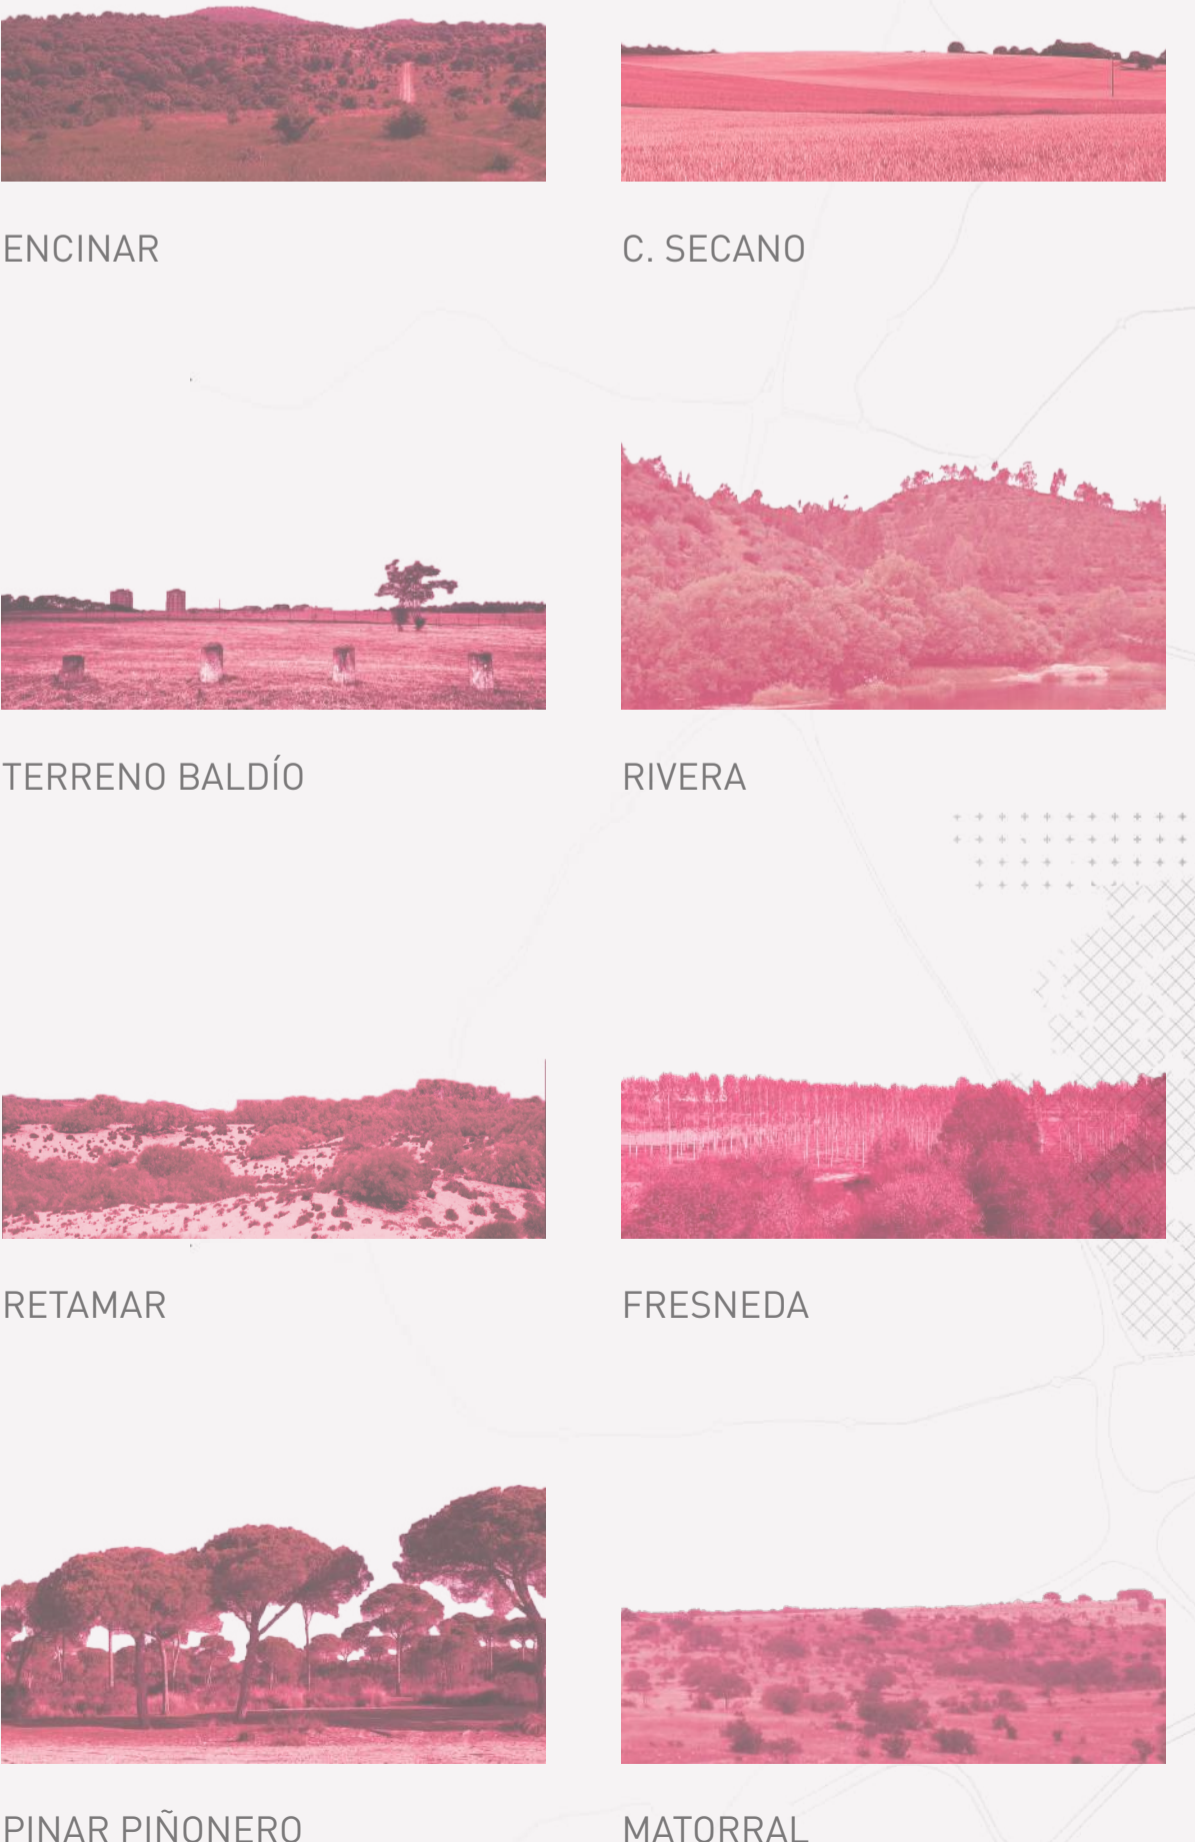 ENCINAR
C. SECANO
TERRENO BALDÍO
RIVERA
RETAMAR
FRESNEDA
PINAR PIÑONERO
MATORRAL